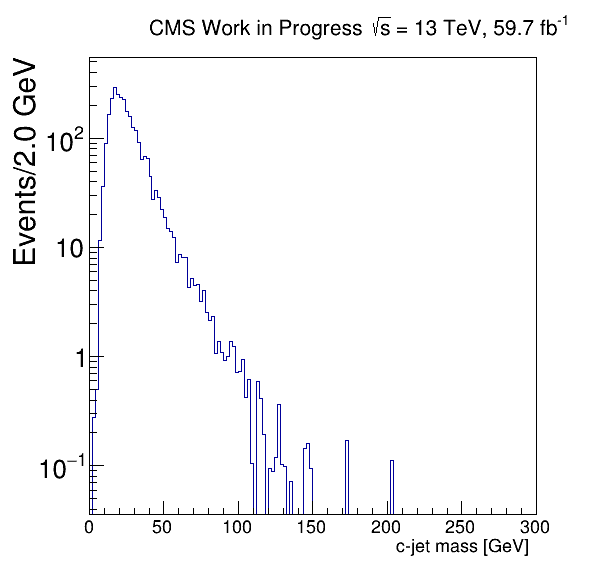 CMS Work in Progress √s = 13 TeV, 59.7 fb⁻¹
Events/2.0 GeV
10²
10
1
10⁻¹
0 50 100 150 200 250 300
c-jet mass [GeV]